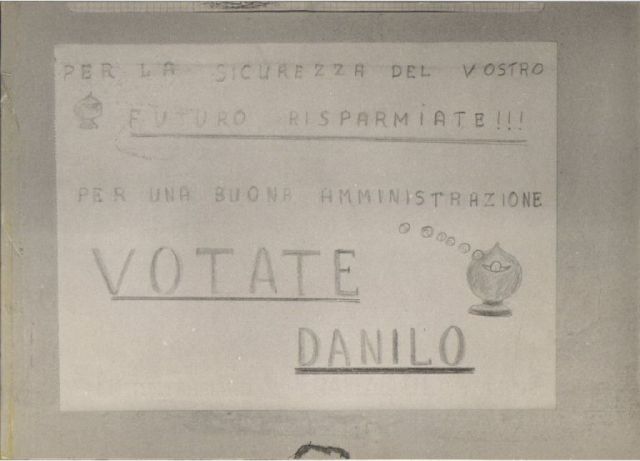 PER LA SICUREZZA DEL VOSTRO
FUTURO RISPARMIATE!!!
PER UNA BUONA AMMINISTRAZIONE
VOTATE
DANILO